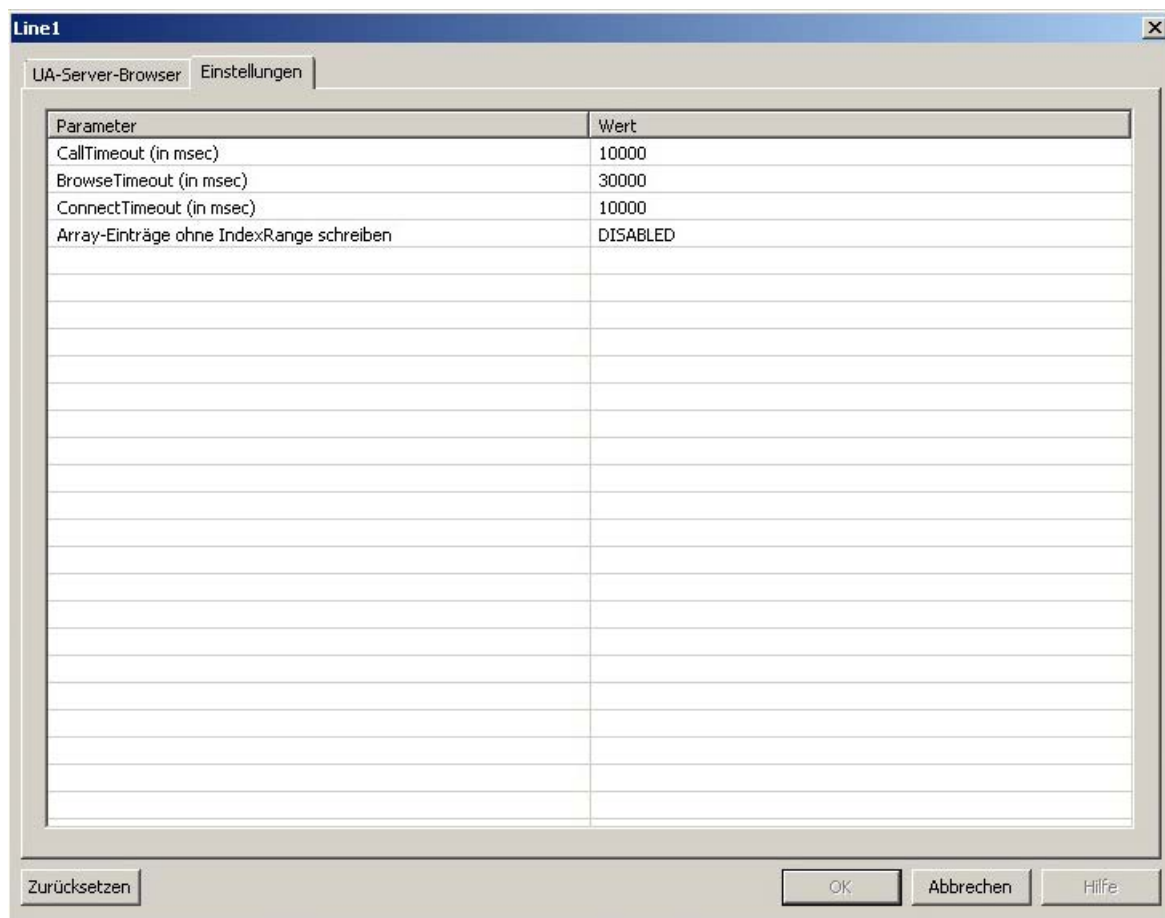 Line1
UA-Server-Browser Einstellungen
Parameter Wert
CallTimeout (in msec) 10000
BrowseTimeout (in msec) 30000
ConnectTimeout (in msec) 10000
Array-Einträge ohne IndexRange schreiben DISABLED
Zurücksetzen OK Abbrechen Hilfe